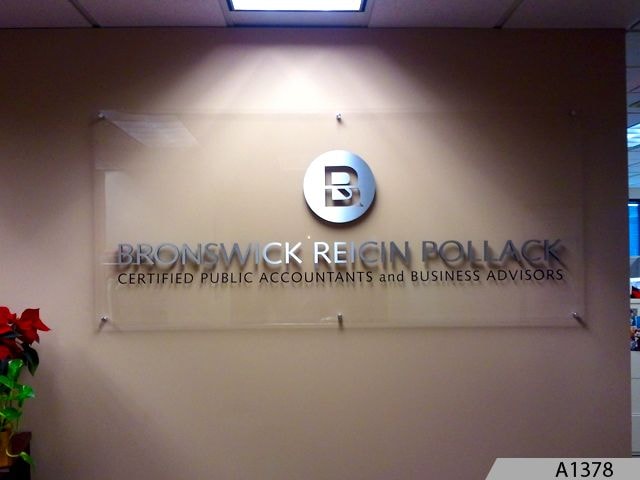 B
BRONSWICK REICIN POLLACK
CERTIFIED PUBLIC ACCOUNTANTS and BUSINESS ADVISORS
A1378